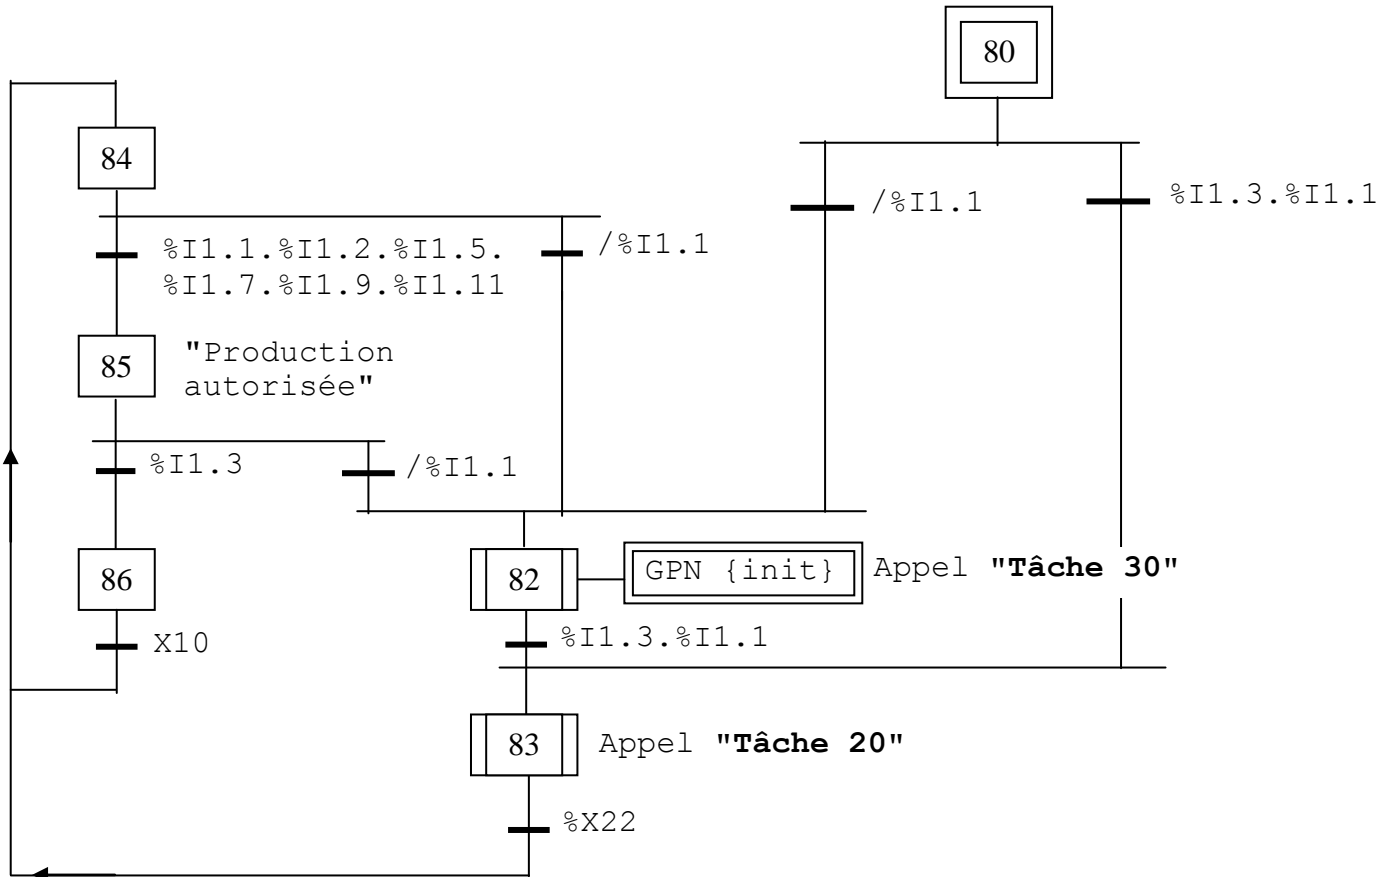 80
84
/%I1.1
%I1.3.%I1.1
%I1.1.%I1.2.%I1.5.
%I1.7.%I1.9.%I1.11
/%I1.1
85
"Production
autorisée"
%I1.3
/%I1.1
86
82
GPN {init}
Appel "Tâche 30"
X10
%I1.3.%I1.1
83
Appel "Tâche 20"
%X22